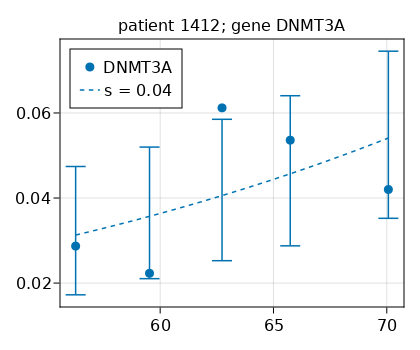 patient 1412; gene DNMT3A
DNMT3A
s = 0.04
0.06
0.04
0.02
60 65 70